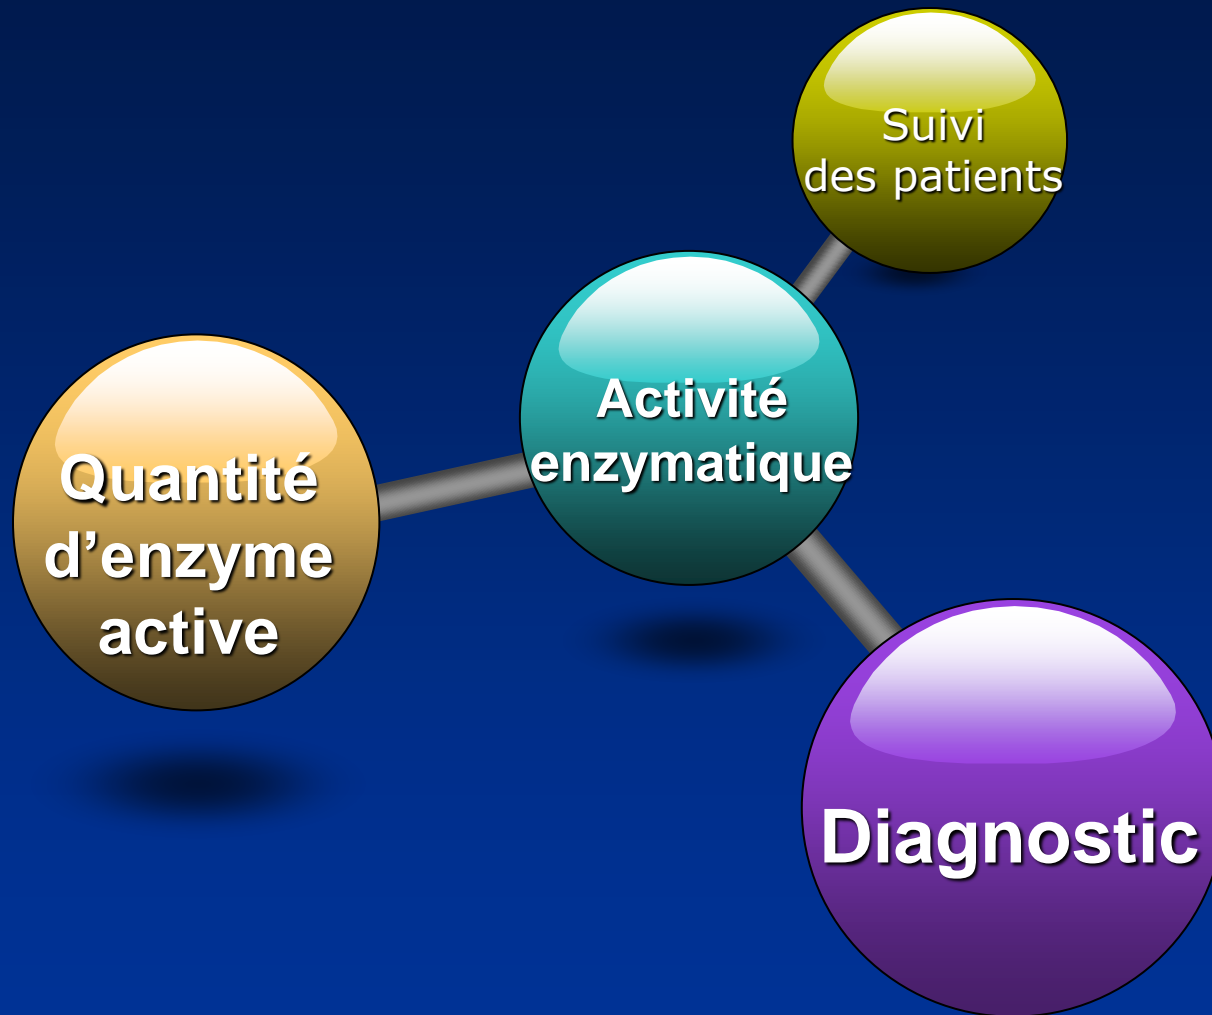 Suivi
des patients
Activité
enzymatique
Quantité
d’enzyme
active
Diagnostic